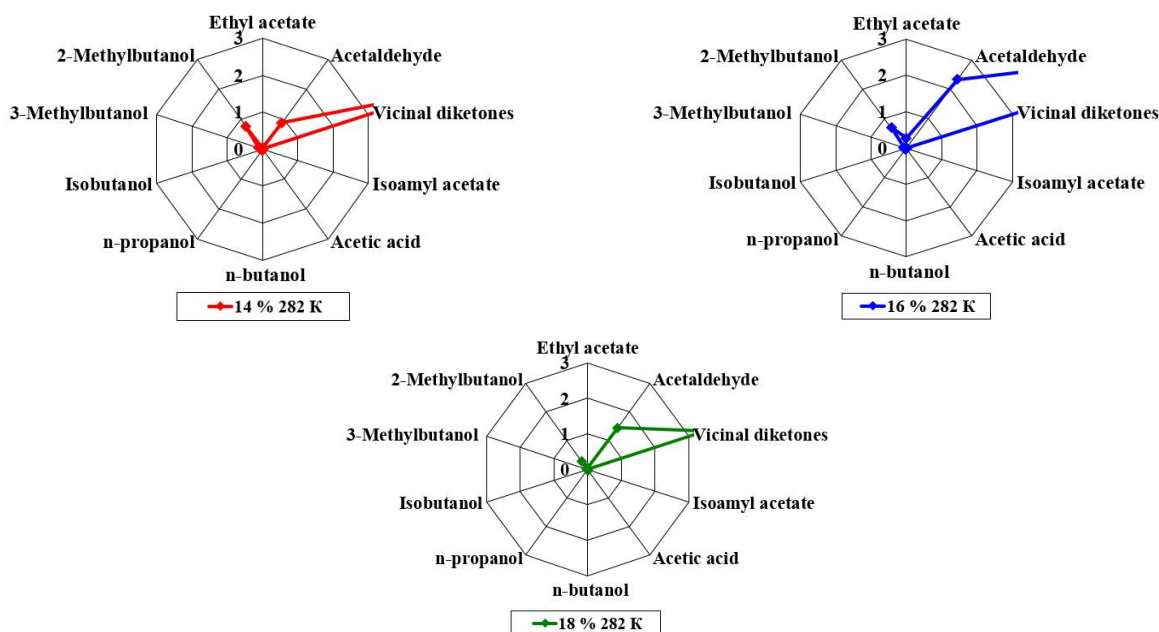 Ethyl acetate
3
2-Methylbutanol
Acetaldehyde
2
3-Methylbutanol
1
Vicinal diketones
0
Isobutanol
Isoamyl acetate
n-propanol
Acetic acid
n-butanol
14 % 282 K
Ethyl acetate
3
2-Methylbutanol
Acetaldehyde
2
3-Methylbutanol
1
Vicinal diketones
0
Isobutanol
Isoamyl acetate
n-propanol
Acetic acid
n-butanol
16 % 282 K
Ethyl acetate
3
2-Methylbutanol
Acetaldehyde
2
3-Methylbutanol
1
Vicinal diketones
0
Isobutanol
Isoamyl acetate
n-propanol
Acetic acid
n-butanol
18 % 282 K